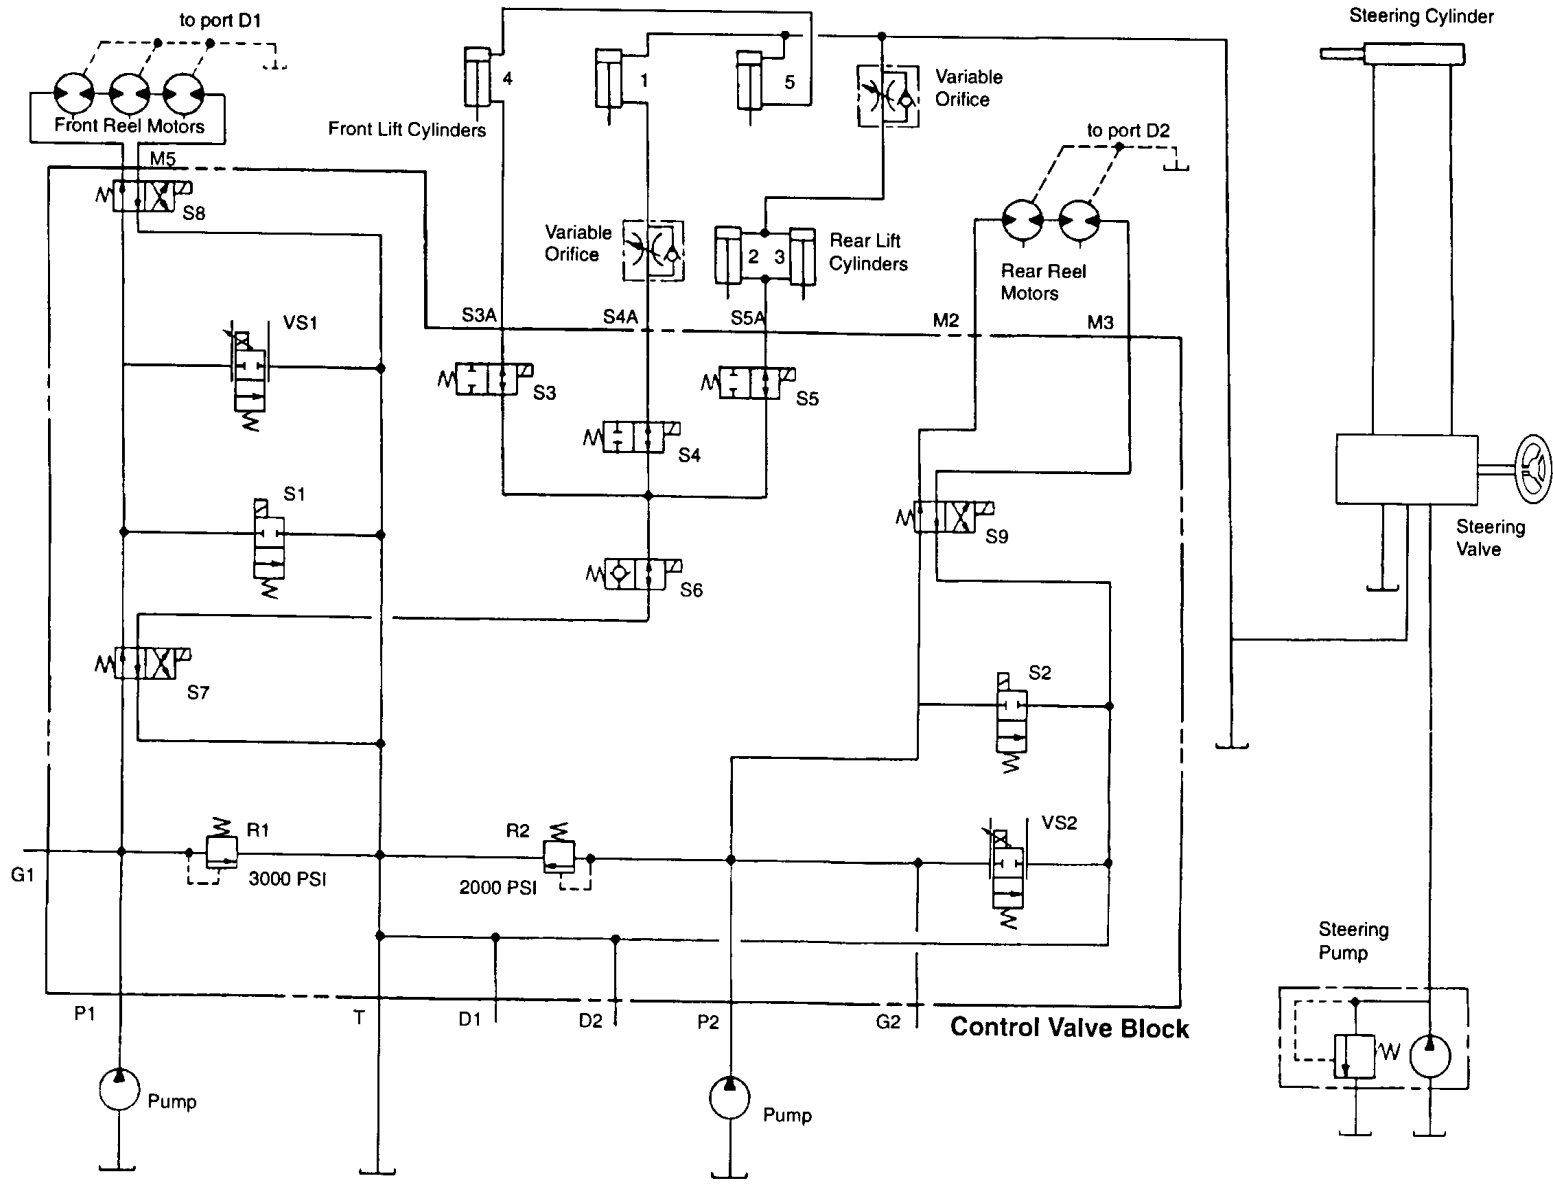 to port D1
Steering Cylinder
4
1
5
Variable
Orifice
Front Reel Motors
Front Lift Cylinders
to port D2
M5
S8
Variable
Orifice
2
3
Rear Lift
Cylinders
Rear Reel
Motors
VS1
S3A
S4A
S5A
M2
M3
S3
S5
S4
S1
S9
Steering
Valve
S6
S7
S2
R1
R2
VS2
G1
3000 PSI
2000 PSI
Steering
Pump
P1
T
D1
D2
P2
G2
Control Valve Block
Pump
Pump